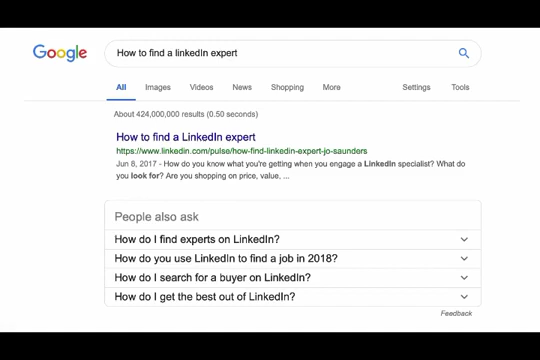 Google
How to find a linkedIn expert
All Images Videos News Shopping More Settings Tools
About 424,000,000 results (0.50 seconds)
How to find a LinkedIn expert
https://www.linkedin.com/pulse/how-find-linkedin-expert-jo-saunders
Jun 8, 2017 - How do you know what you're getting when you engage a LinkedIn specialist? What do
you look for? Are you shopping on price, value, ...
People also ask
How do I find experts on LinkedIn?
How do you use LinkedIn to find a job in 2018?
How do I search for a buyer on LinkedIn?
How do I get the best out of LinkedIn?
Feedback